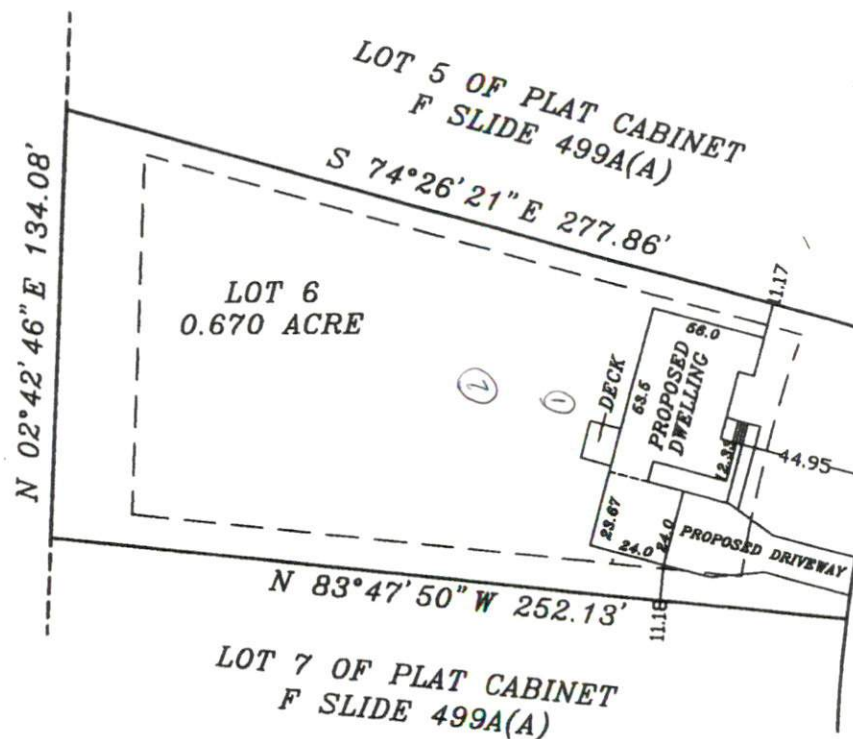 LOT 5 OF PLAT CABINET
F SLIDE 499A(A)
S 74°26'21"E 277.86'
N 02°42'46"E 134.08'
LOT 6
0.670 ACRE
11.17
56.0
DECK
53.5
PROPOSED
DWELLING
2
1
12.33
44.95
23.67
24.0
24.0
PROPOSED DRIVEWAY
N 83°47'50"W 252.13'
11.18
LOT 7 OF PLAT CABINET
F SLIDE 499A(A)